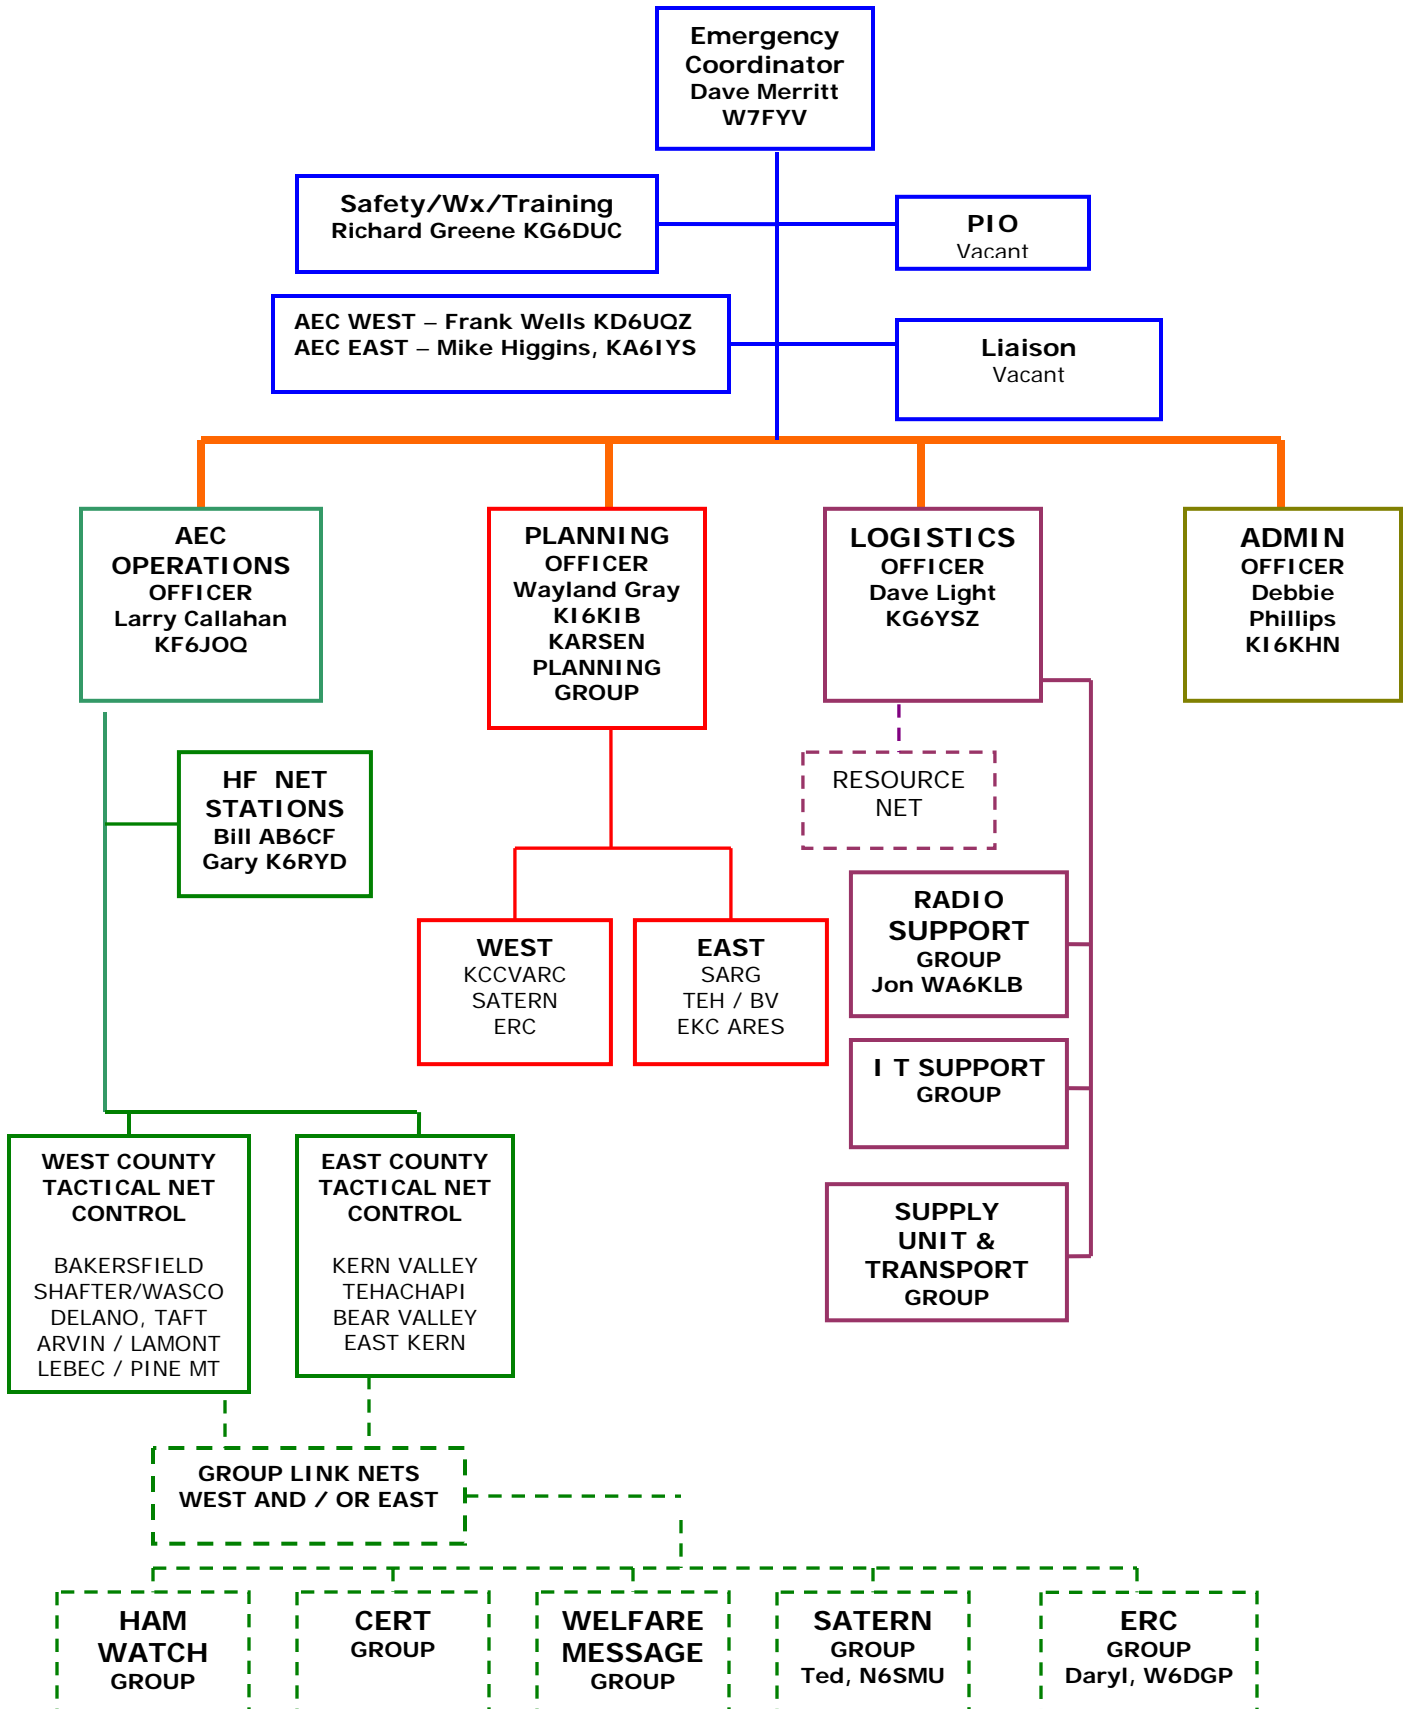 Emergency
Coordinator
Dave Merritt
W7FYV
Safety/Wx/Training
Richard Greene KG6DUC
PIO
Vacant
AEC WEST – Frank Wells KD6UQZ
AEC EAST – Mike Higgins, KA6IYS
Liaison
Vacant
AEC
OPERATIONS
OFFICER
Larry Callahan
KF6JOQ
PLANNING
OFFICER
Wayland Gray
KI6KIB
KARSEN
PLANNING
GROUP
LOGISTICS
OFFICER
Dave Light
KG6YSZ
ADMIN
OFFICER
Debbie
Phillips
KI6KHN
HF NET
STATIONS
Bill AB6CF
Gary K6RYD
RESOURCE
NET
RADIO
SUPPORT
GROUP
Jon WA6KLB
WEST
KCCVARC
SATERN
ERC
EAST
SARG
TEH / BV
EKC ARES
I T SUPPORT
GROUP
SUPPLY
UNIT &
TRANSPORT
GROUP
WEST COUNTY
TACTICAL NET
CONTROL
BAKERSFIELD
SHAFTER/WASCO
DELANO, TAFT
ARVIN / LAMONT
LEBEC / PINE MT
EAST COUNTY
TACTICAL NET
CONTROL
KERN VALLEY
TEHACHAPI
BEAR VALLEY
EAST KERN
GROUP LINK NETS
WEST AND / OR EAST
HAM
WATCH
GROUP
CERT
GROUP
WELFARE
MESSAGE
GROUP
SATERN
GROUP
Ted, N6SMU
ERC
GROUP
Daryl, W6DGP